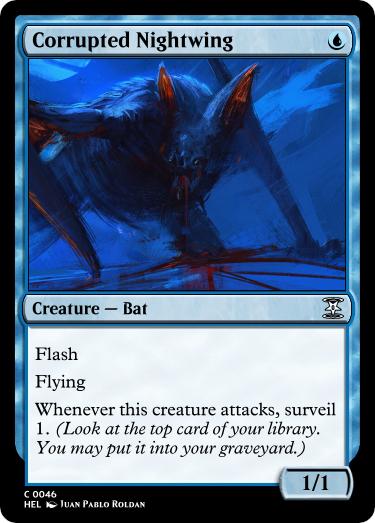 Corrupted Nightwing
Creature — Bat
Flash
Flying
Whenever this creature attacks, surveil
1. (Look at the top card of your library.
You may put it into your graveyard.)
1/1
C 0046
HEL Juan Pablo Roldan